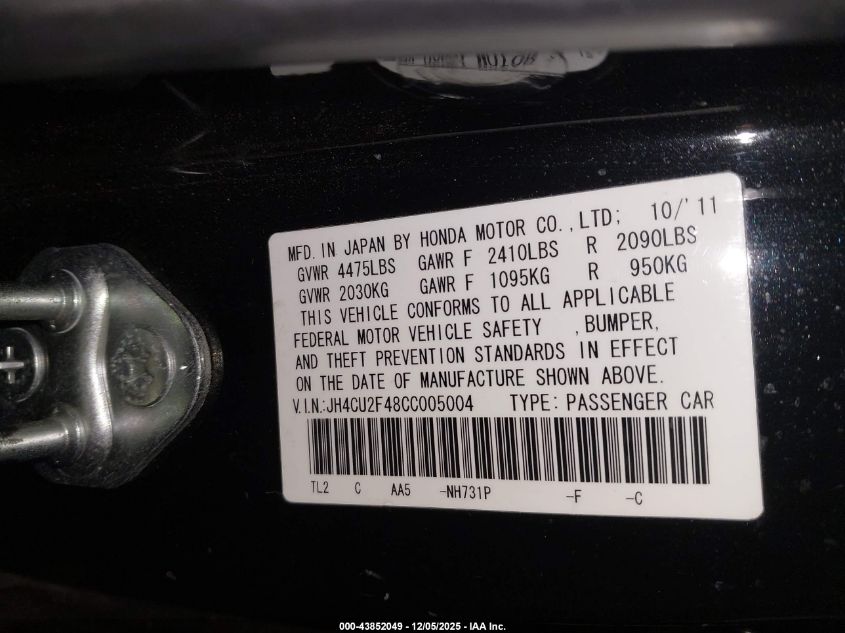 MOTOR
MFD. IN JAPAN BY HONDA MOTOR CO.,LTD; 10/'11
GVWR 4475LBS GAWR F 2410LBS R 2090LBS
GVWR 2030KG GAWR F 1095KG R 950KG
THIS VEHICLE CONFORMS TO ALL APPLICABLE
FEDERAL MOTOR VEHICLE SAFETY ,BUMPER,
AND THEFT PREVENTION STANDARDS IN EFFECT
ON THE DATE OF MANUFACTURE SHOWN ABOVE.
V.I.N.:JH4CU2F48CC005004 TYPE: PASSENGER CAR
TL2 C AA5 -NH731P -F -C
000-43852049 - 12/05/2025 - IAA Inc.